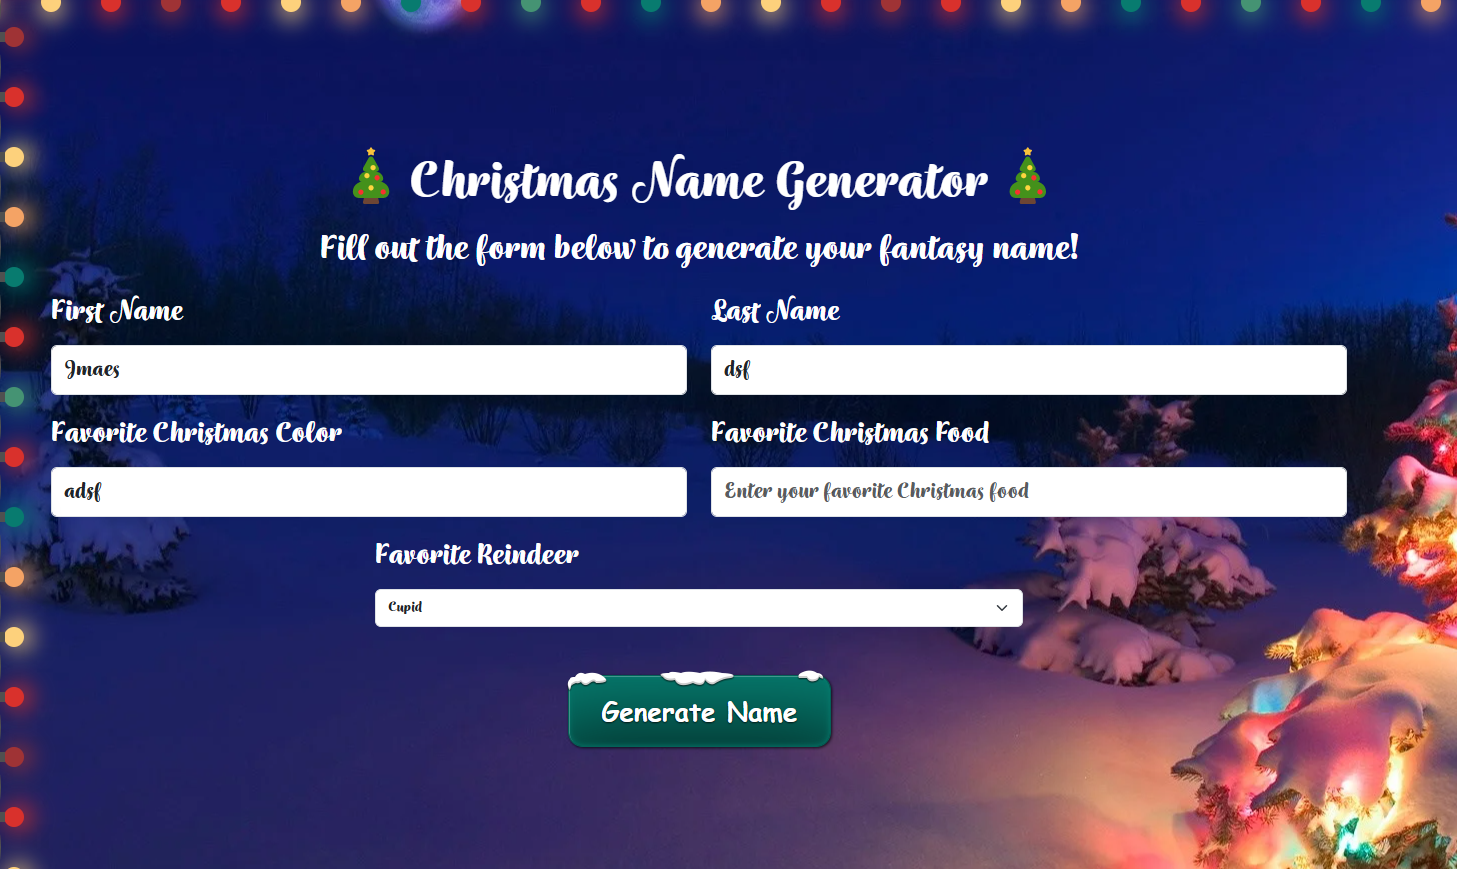 Christmas Name Generator
Fill out the form below to generate your fantasy name!
First Name
Last Name
Jmaes
dsf
Favorite Christmas Color
Favorite Christmas Food
adsf
Enter your favorite Christmas food
Favorite Reindeer
Cupid
Generate Name